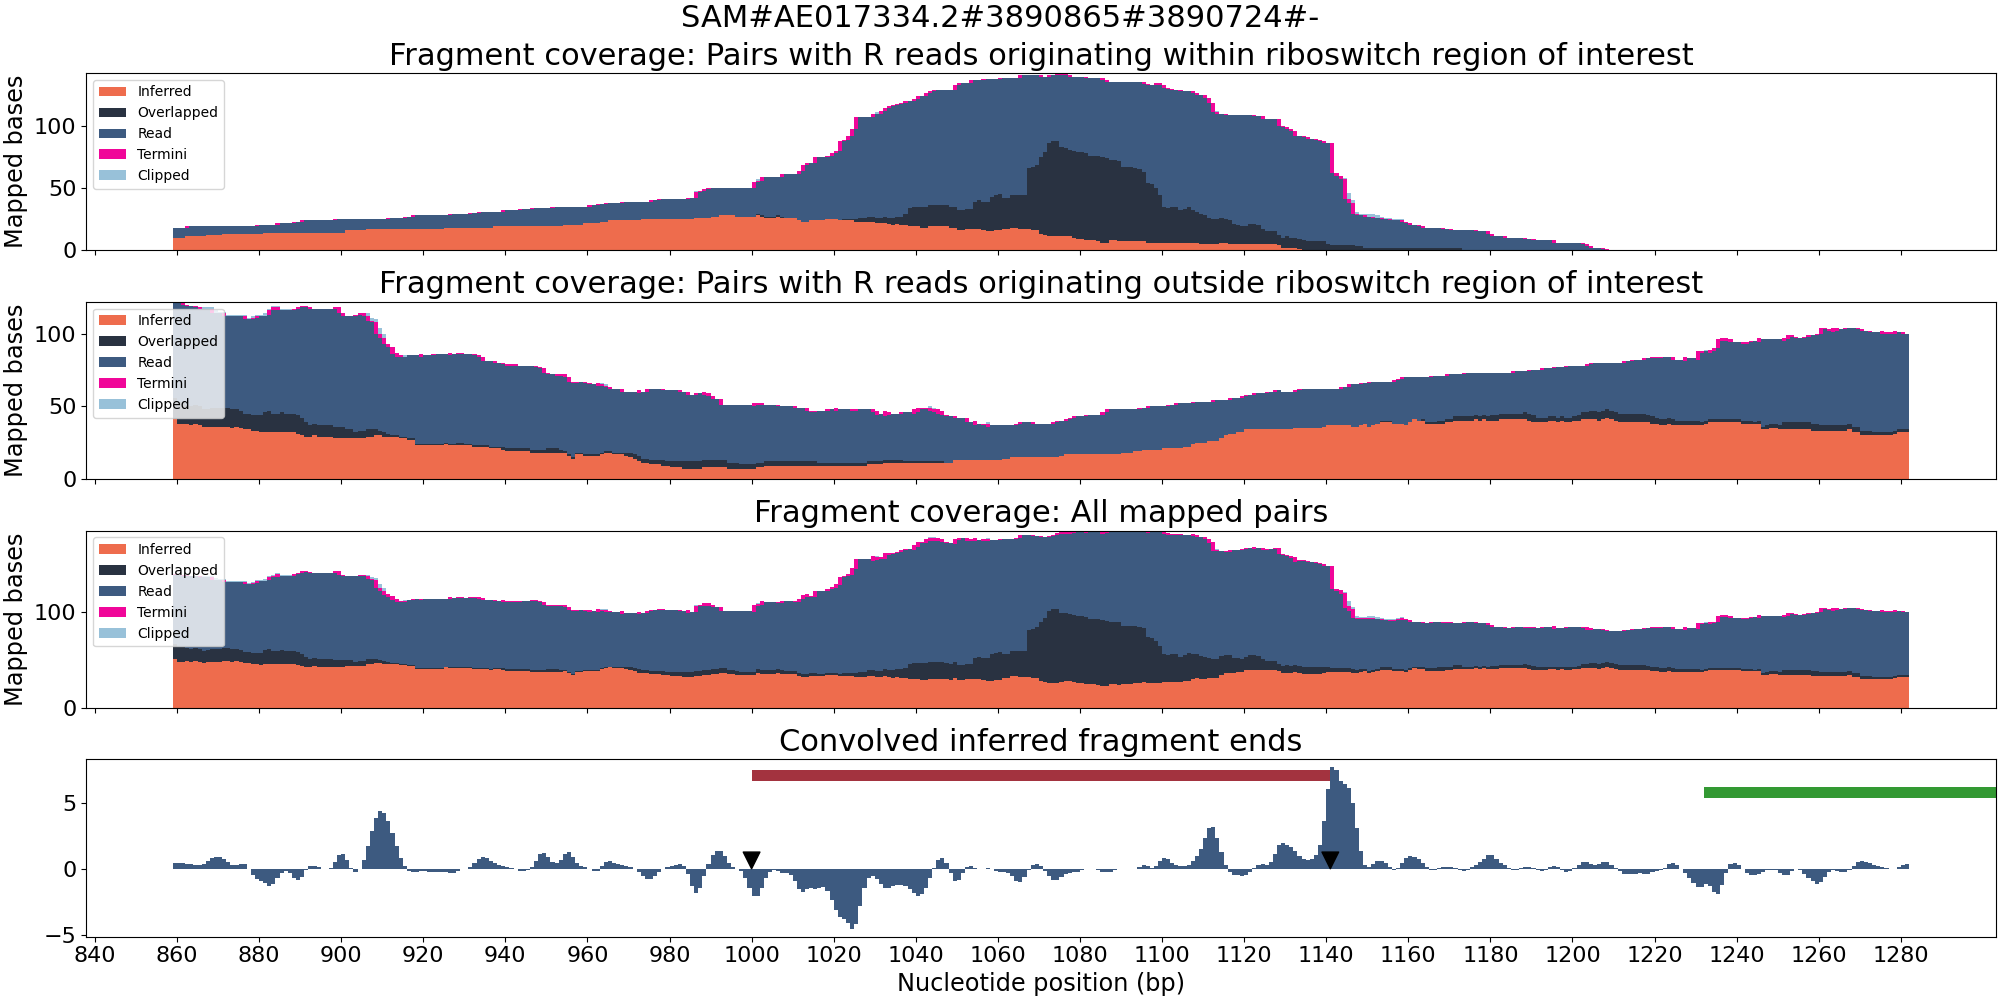 SAM#AE017334.2#3890865#3890724#-
Fragment coverage: Pairs with R reads originating within riboswitch region of interest
Mapped bases
100
50
0
Inferred
Overlapped
Read
Termini
Clipped
Fragment coverage: Pairs with R reads originating outside riboswitch region of interest
Mapped bases
100
50
0
Inferred
Overlapped
Read
Termini
Clipped
Fragment coverage: All mapped pairs
Mapped bases
100
0
Inferred
Overlapped
Read
Termini
Clipped
Convolved inferred fragment ends
5
0
−5
840 860 880 900 920 940 960 980 1000 1020 1040 1060 1080 1100 1120 1140 1160 1180 1200 1220 1240 1260 1280
Nucleotide position (bp)